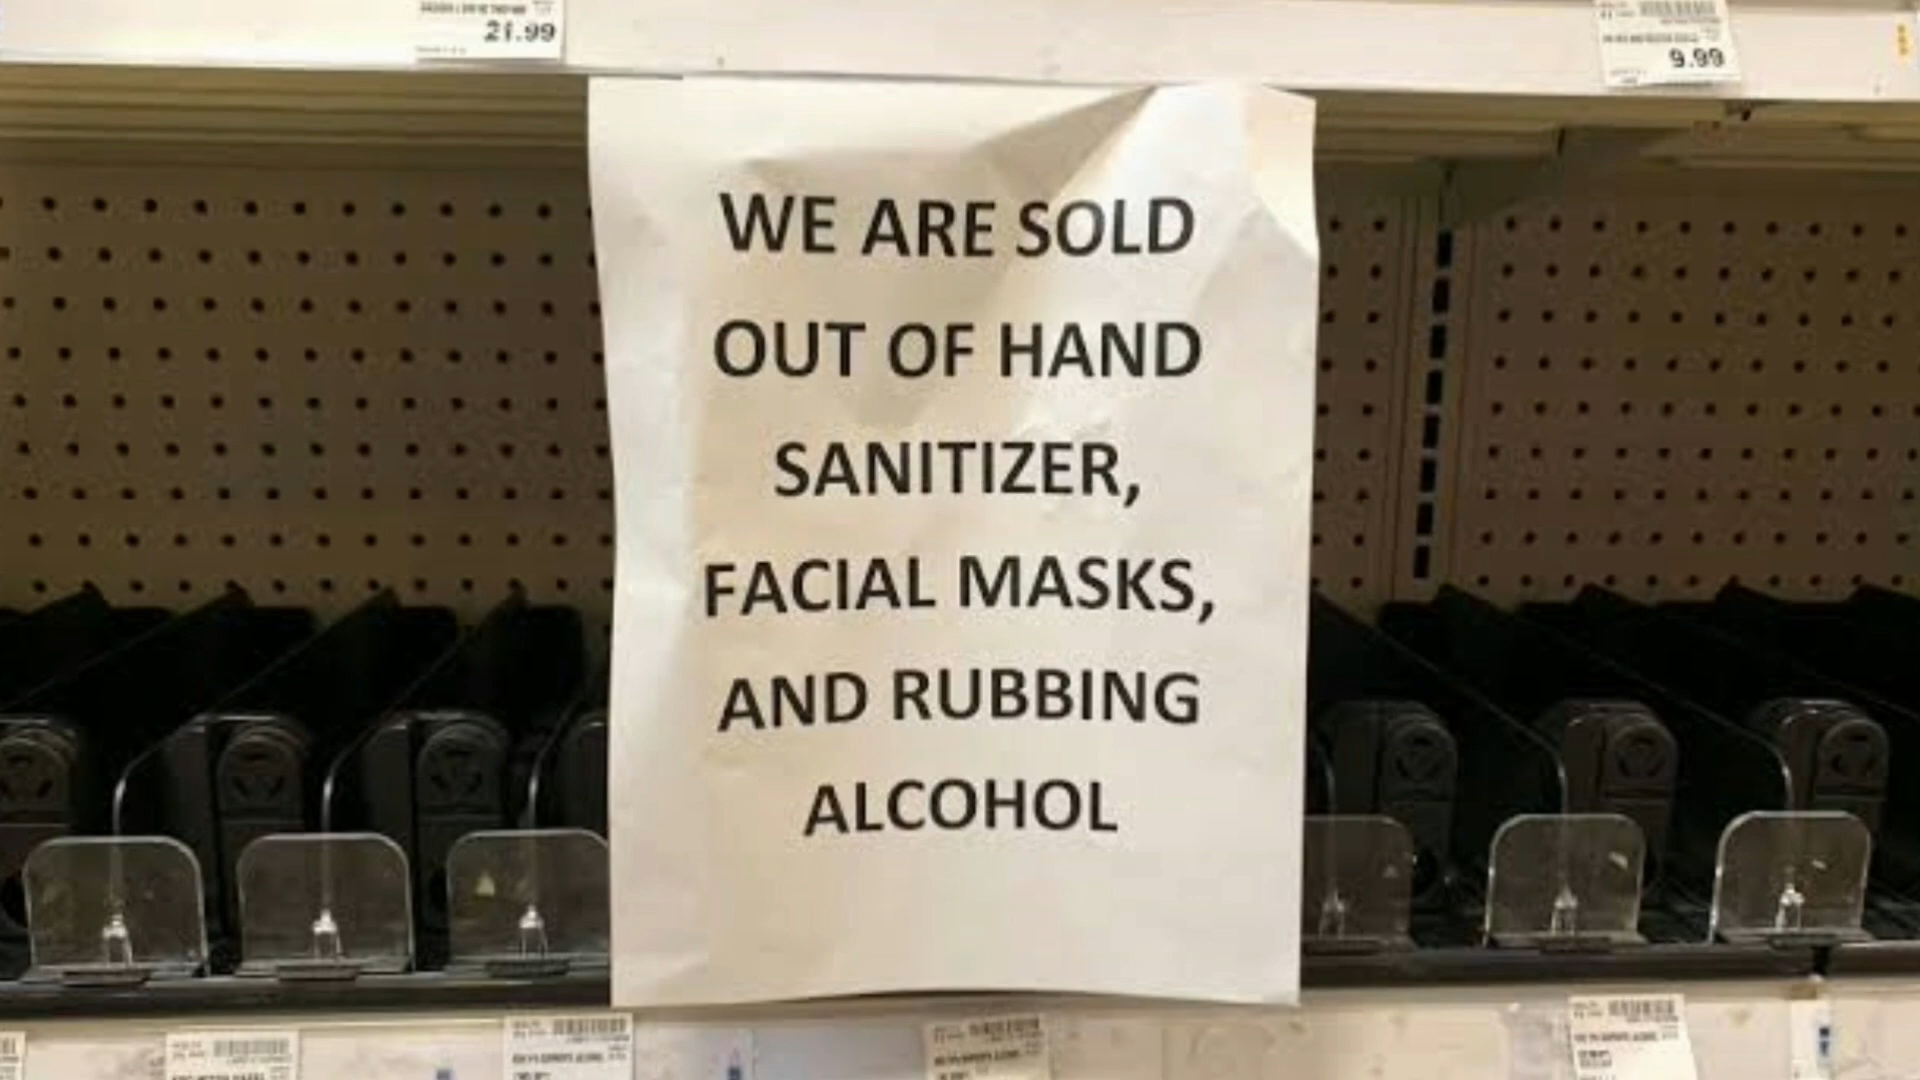 21.99
9.99
WE ARE SOLD
OUT OF HAND
SANITIZER,
FACIAL MASKS,
AND RUBBING
ALCOHOL